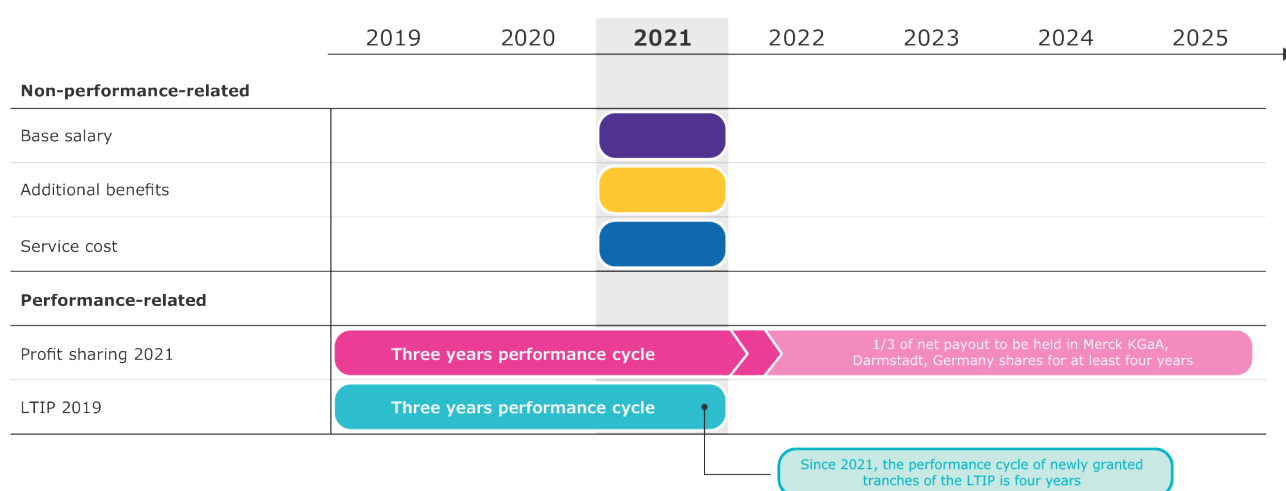 2019 2020 2021 2022 2023 2024 2025
Non-performance-related
Base salary
Additional benefits
Service cost
Performance-related
Profit sharing 2021
Three years performance cycle
1/3 of net payout to be held in Merck KGaA,
Darmstadt, Germany shares for at least four years
LTIP 2019
Three years performance cycle
Since 2021, the performance cycle of newly granted
tranches of the LTIP is four years